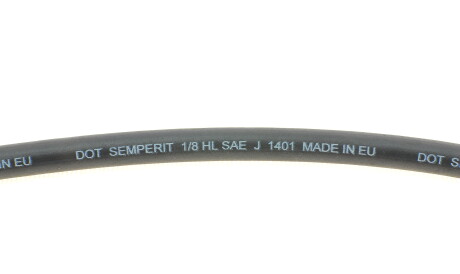 IN EU DOT SEMPERIT 1/8 HL SAE J 1401 MADE IN EU DOT S